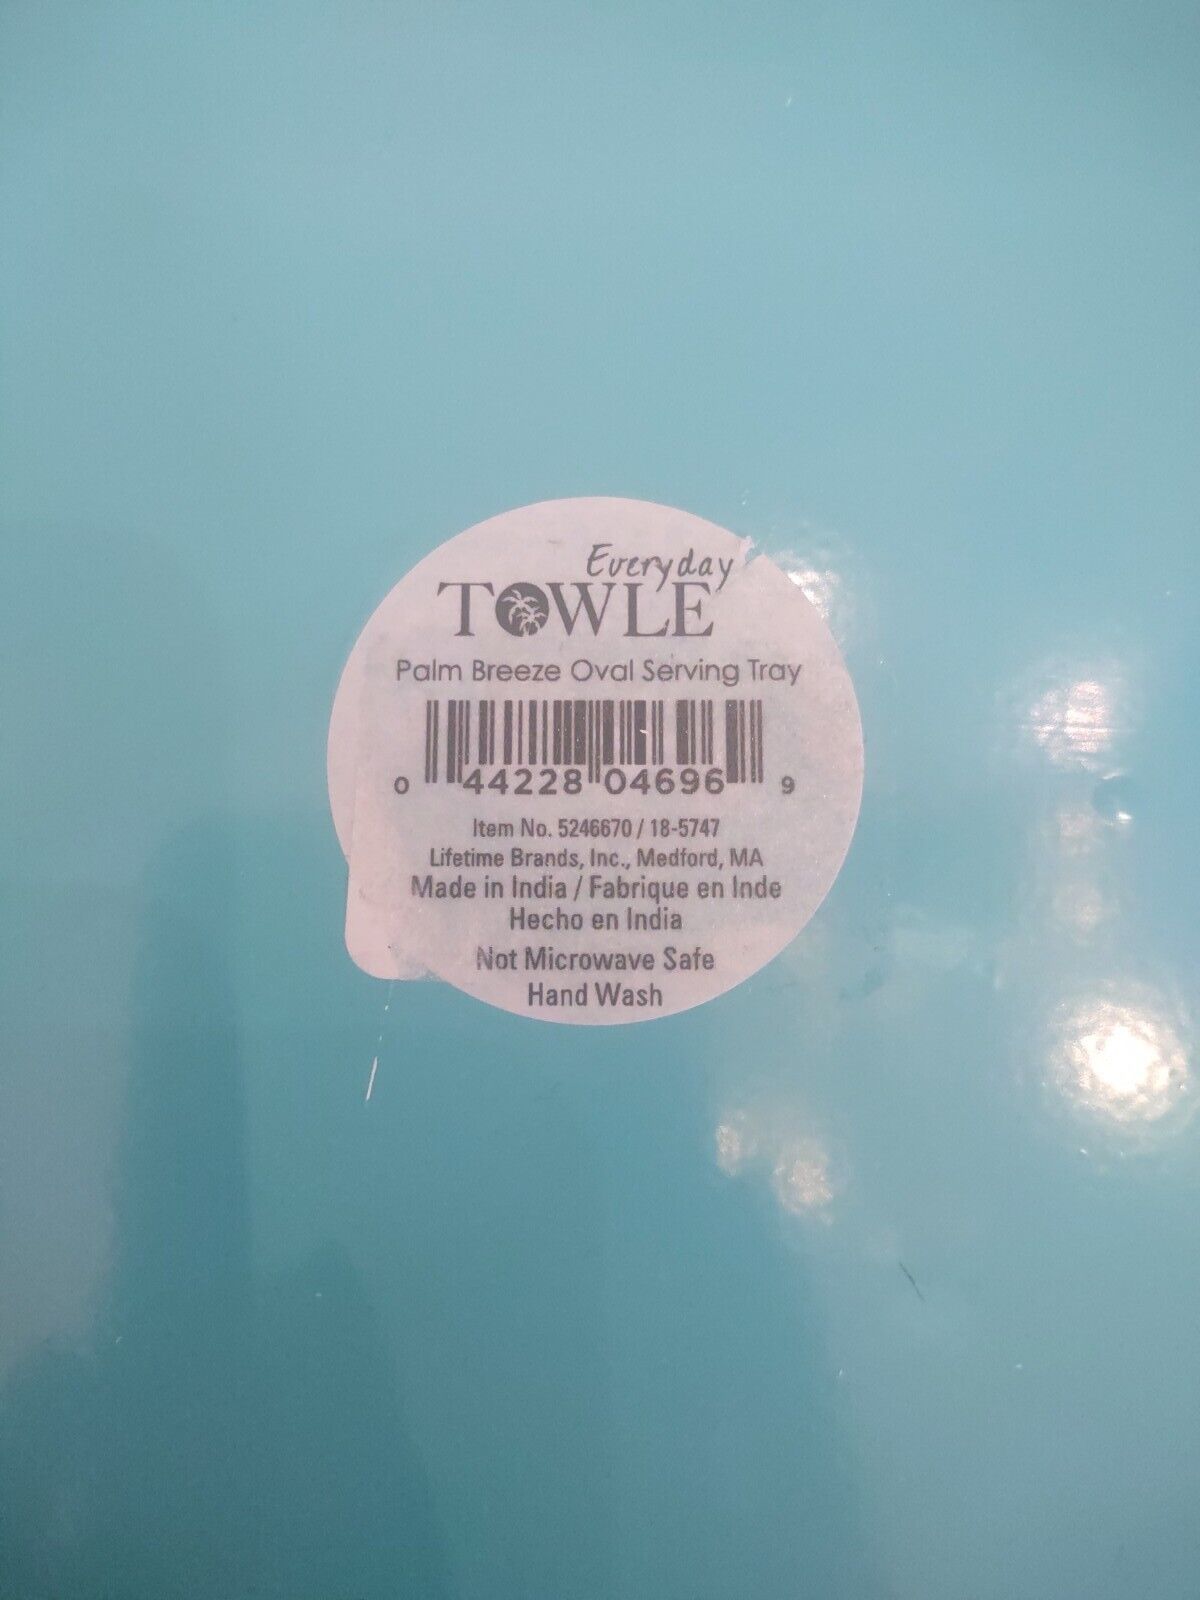 Everyday
TOWLE
Palm Breeze Oval Serving Tray
0 44228 04696 9
Item No. 5246670 / 18-5747
Lifetime Brands, Inc., Medford, MA
Made in India / Fabrique en Inde
Hecho en India
Not Microwave Safe
Hand Wash